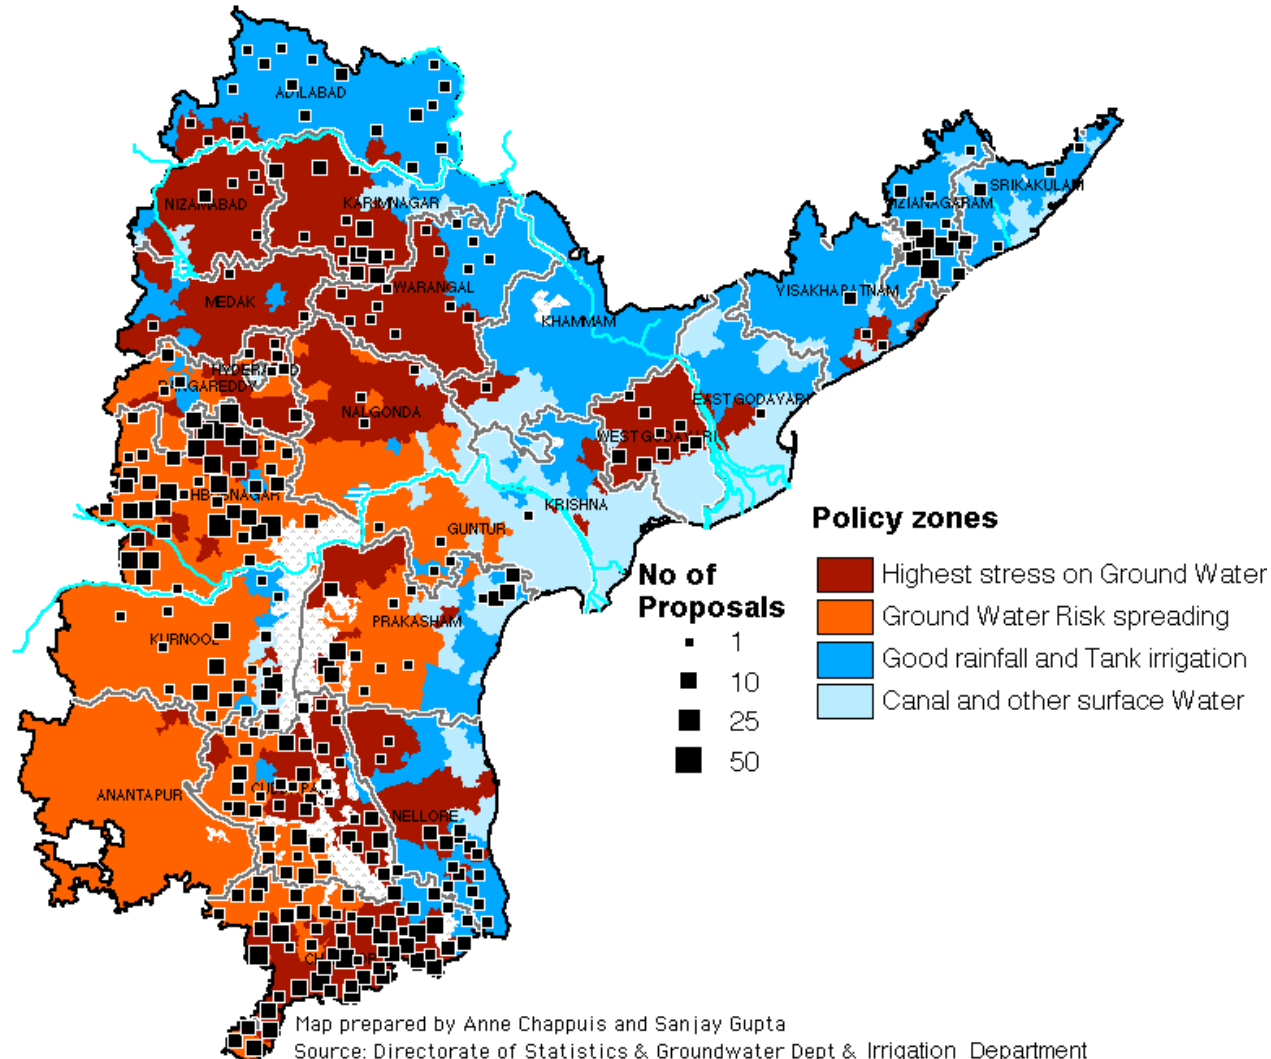 ADILABAD
SRIKAKULAM
NIZAMABAD
KARIMNAGAR
VIZIANAGARAM
MEDAK
WARANGAL
VISAKHAPATNAM
KHAMMAM
HYDERABAD
RANGAREDDY
NALGONDA
EAST GODAVARI
WEST GODAVARI
KRISHNA
GUNTUR
Policy zones
Highest stress on Ground Water
Ground Water Risk spreading
Good rainfall and Tank irrigation
Canal and other surface Water
No of
Proposals
1
10
25
50
PRAKASHAM
KURNOOL
ANANTAPUR
NELLORE
Map prepared by Anne Chappuis and Sanjay Gupta
Source: Directorate of Statistics & Groundwater Dept & Irrigation Department